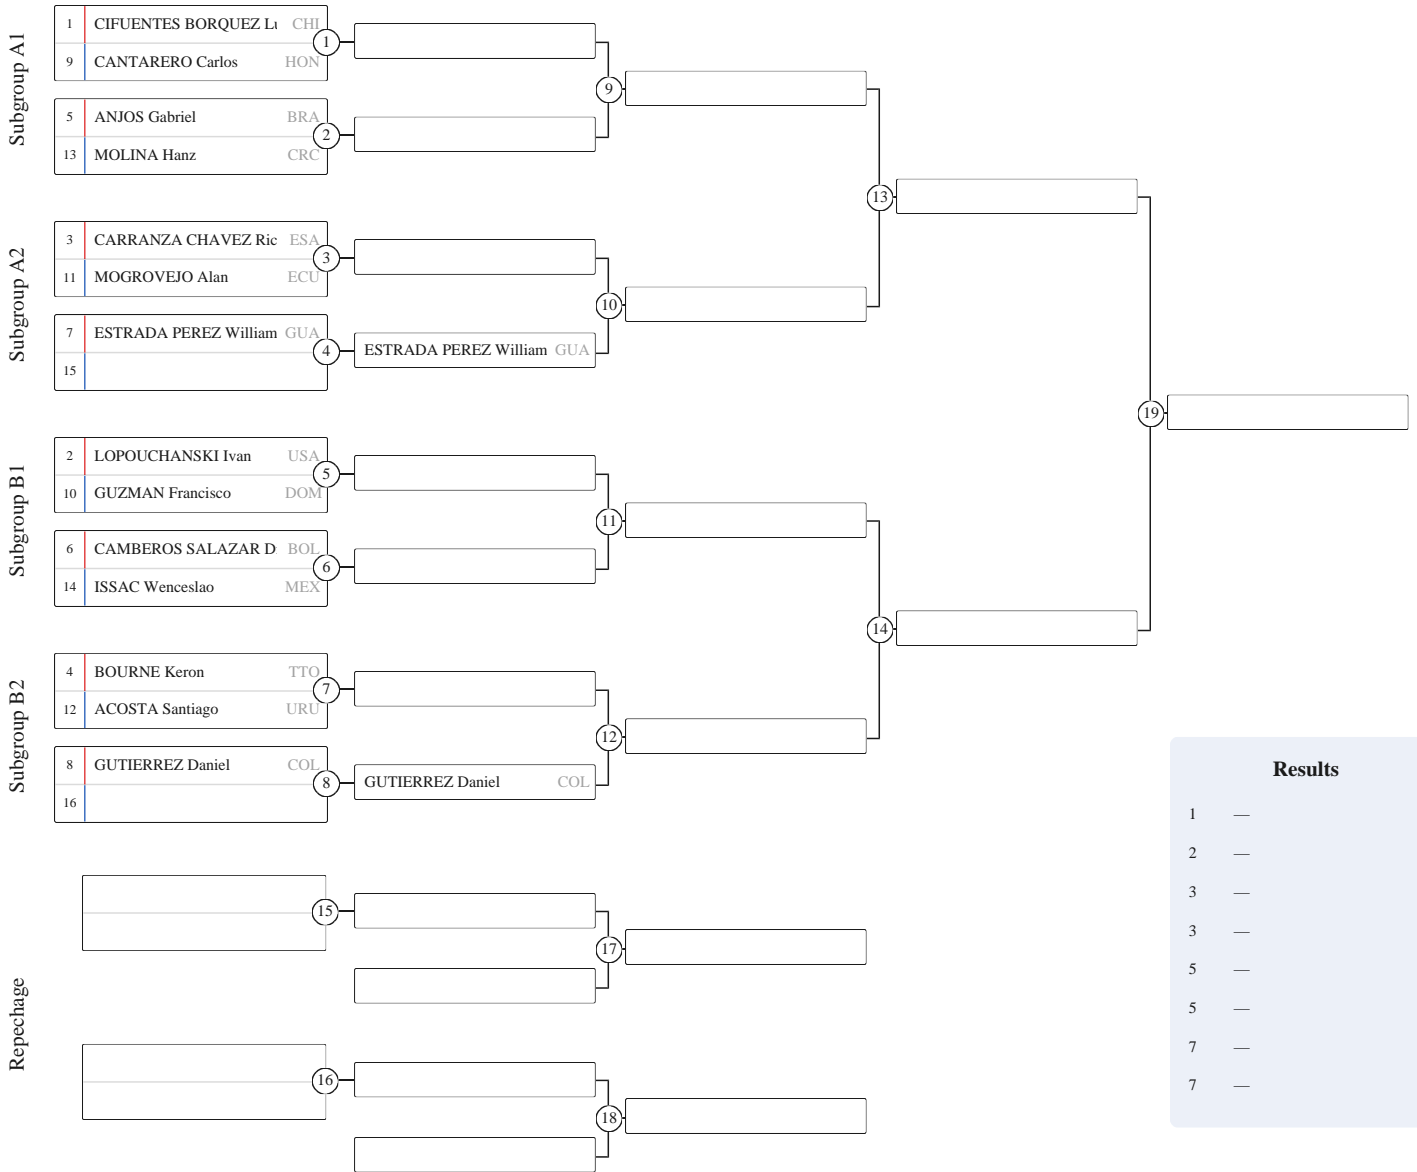 Subgroup A1
1 CIFUENTES BORQUEZ Lu CHI
1
9 CANTARERO Carlos HON
9
5 ANJOS Gabriel BRA
2
13 MOLINA Hanz CRC
13
Subgroup A2
3 CARRANZA CHAVEZ Ric ESA
3
11 MOGROVEJO Alan ECU
10
7 ESTRADA PEREZ William GUA
4 ESTRADA PEREZ William GUA
15
19
Subgroup B1
2 LOPOUCHANSKI Ivan USA
5
10 GUZMAN Francisco DOM
11
6 CAMBEROS SALAZAR D BOL
6
14 ISSAC Wenceslao MEX
14
Subgroup B2
4 BOURNE Keron TTO
7
12 ACOSTA Santiago URU
12
8 GUTIERREZ Daniel COL
8 GUTIERREZ Daniel COL
16
Repechage
15
17
16
18
Results
1 —
2 —
3 —
3 —
5 —
5 —
7 —
7 —